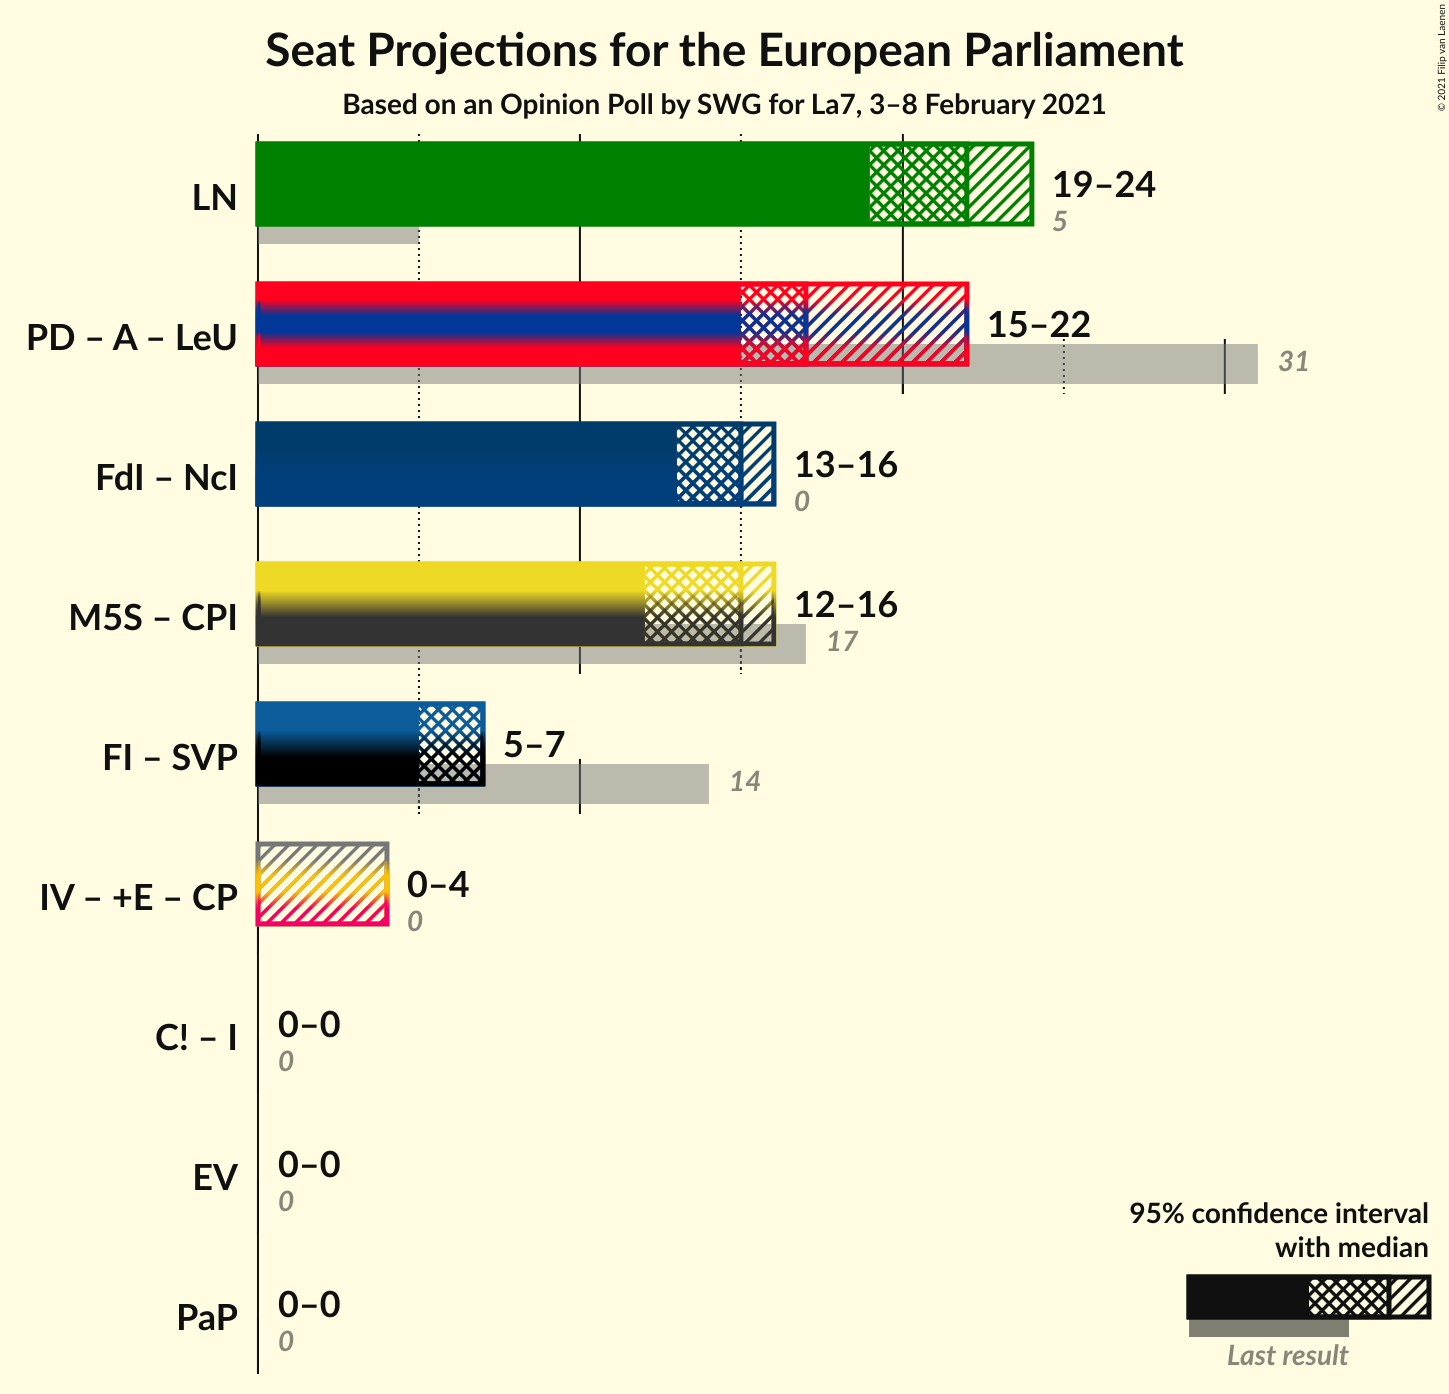 Seat Projections for the European Parliament
Based on an Opinion Poll by SWG for La7, 3–8 February 2021
© 2021 Filip van Laenen
LN
19–24
5
PD – A – LeU
15–22
31
FdI – NcI
13–16
0
M5S – CPI
12–16
17
FI – SVP
5–7
14
IV – +E – CP
0–4
0
C! – I
0–0
0
EV
0–0
0
PaP
0–0
0
95% confidence interval
with median
Last result